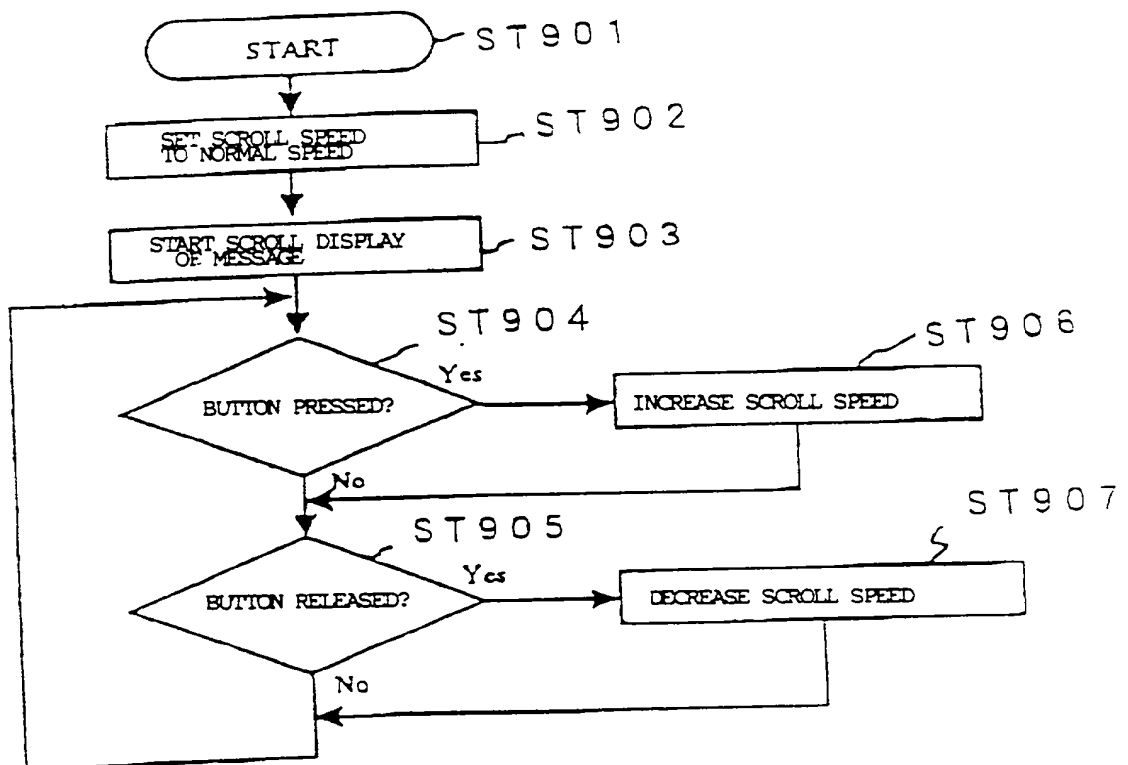 START
ST901
SET SCROLL SPEED
TO NORMAL SPEED
ST902
START SCROLL DISPLAY
OF MESSAGE
ST903
ST904
BUTTON PRESSED?
Yes
ST906
INCREASE SCROLL SPEED
No
ST905
BUTTON RELEASED?
Yes
ST907
DECREASE SCROLL SPEED
No